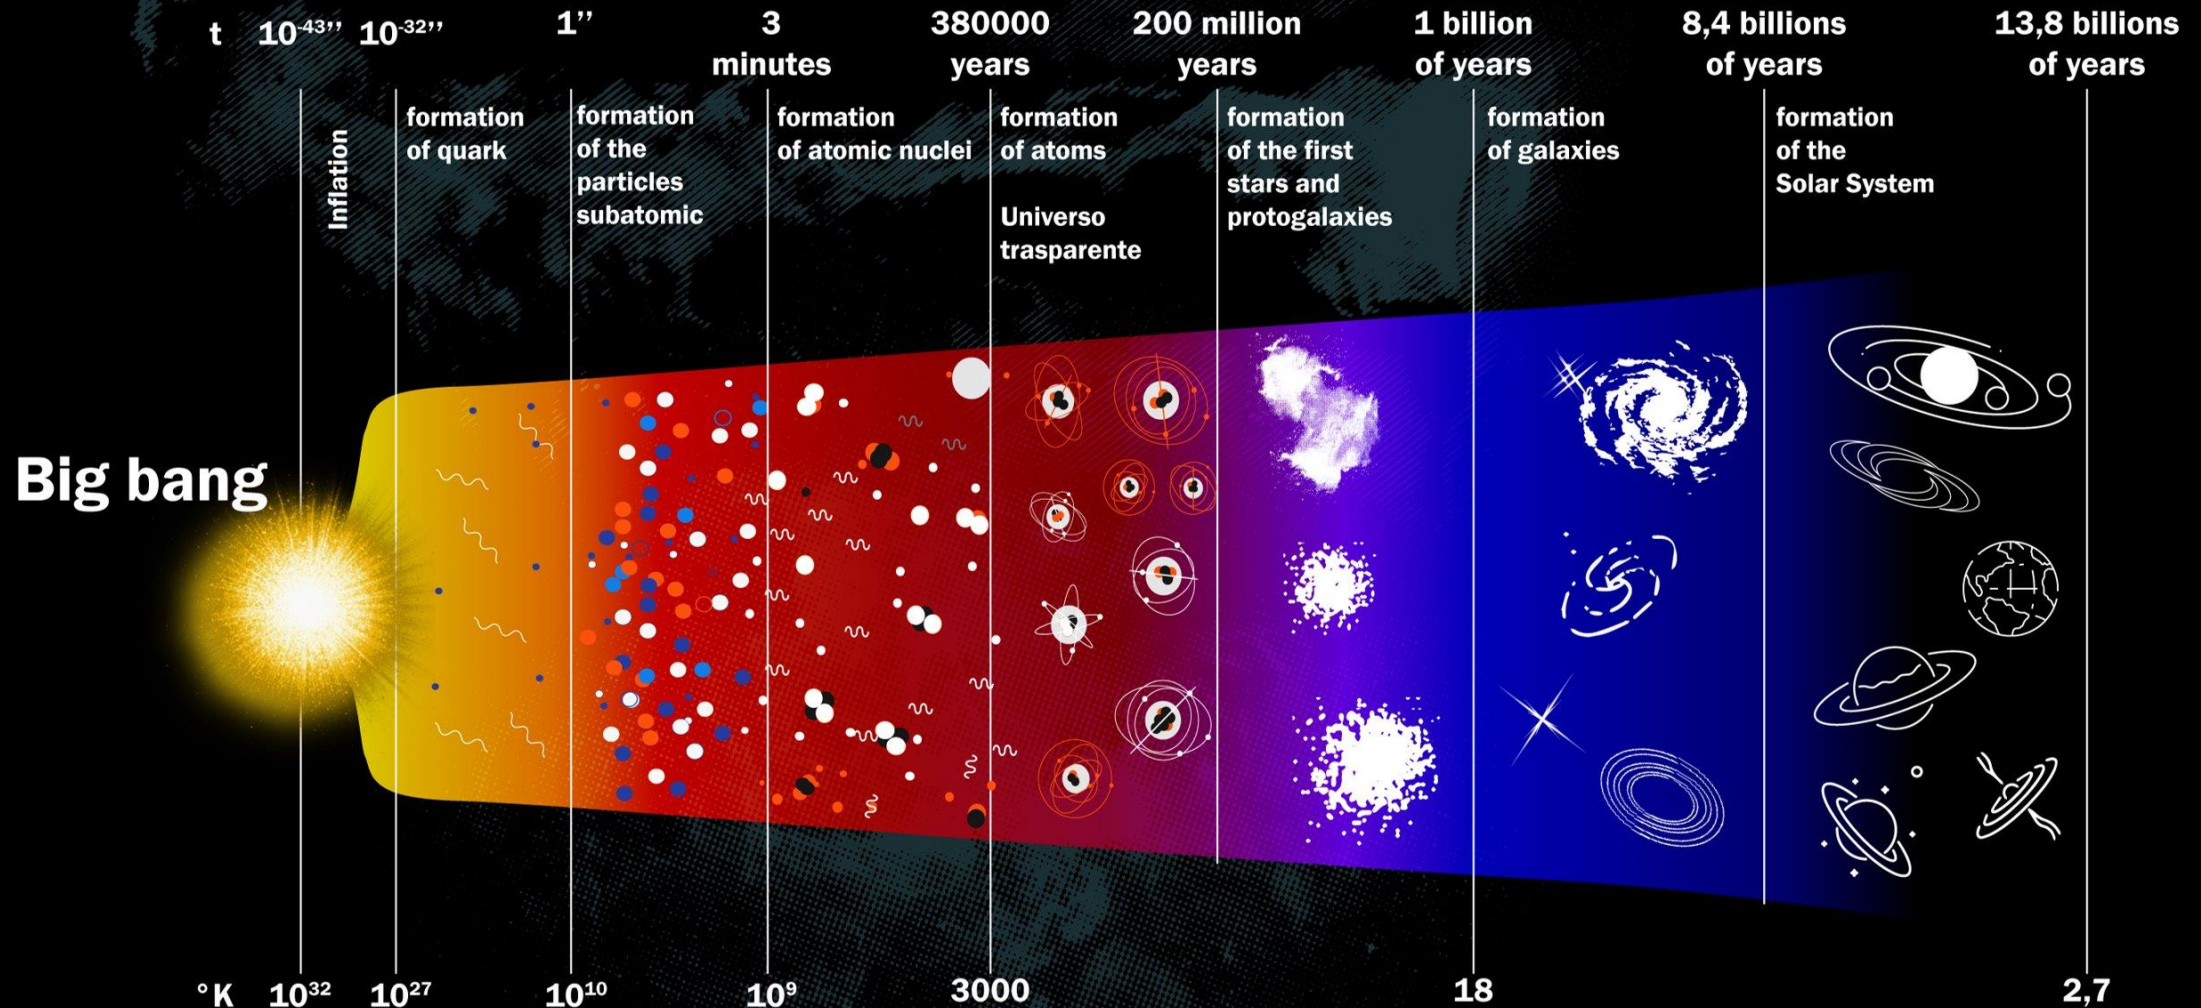 t 10⁻⁴³’’ 10⁻³²’’ 1’’ 3 380000 200 million 1 billion 8,4 billions 13,8 billions
minutes years years of years of years of years
Inflation
formation
of quark
formation
of the
particles
subatomic
formation
of atomic nuclei
formation
of atoms
Universo
trasparente
formation
of the first
stars and
protogalaxies
formation
of galaxies
formation
of the
Solar System
Big bang
°K 10³² 10²⁷ 10¹⁰ 10⁹ 3000 18 2,7